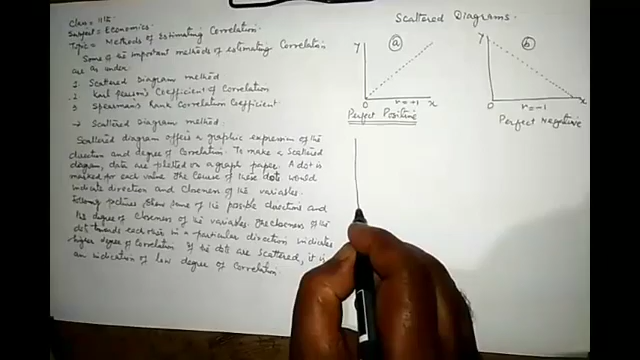 Class = 11th
Subject = Economics.
Topic = Methods of Estimating Correlation
Some of the important methods of estimating Correlation
are as under
1. Scattered Diagram method
2 Karl Pearson's Coefficient of Correlation
3 Spearman's Rank Correlation Coefficient
→ Scattered Diagram method:
Scattered diagram offers a graphic expression of the
direction and degree of Correlation. To make a Scattered
diagram, data are plotted on a graph paper. A dot is
marked for each value. The course of these dots would
indicate direction and closeness of the variables.
Following pictures show some of the possible directions and
the degree of closeness of the variables. The closeness of the
dots towards each other in a particular direction indicates
higher degree of Correlation. If the dots are scattered, it is
an indication of low degree of Correlation.
Scattered Diagrams.
Y a
O r=+1 x
Perfect Positive
Y b
O r=-1 X
Perfect Negative